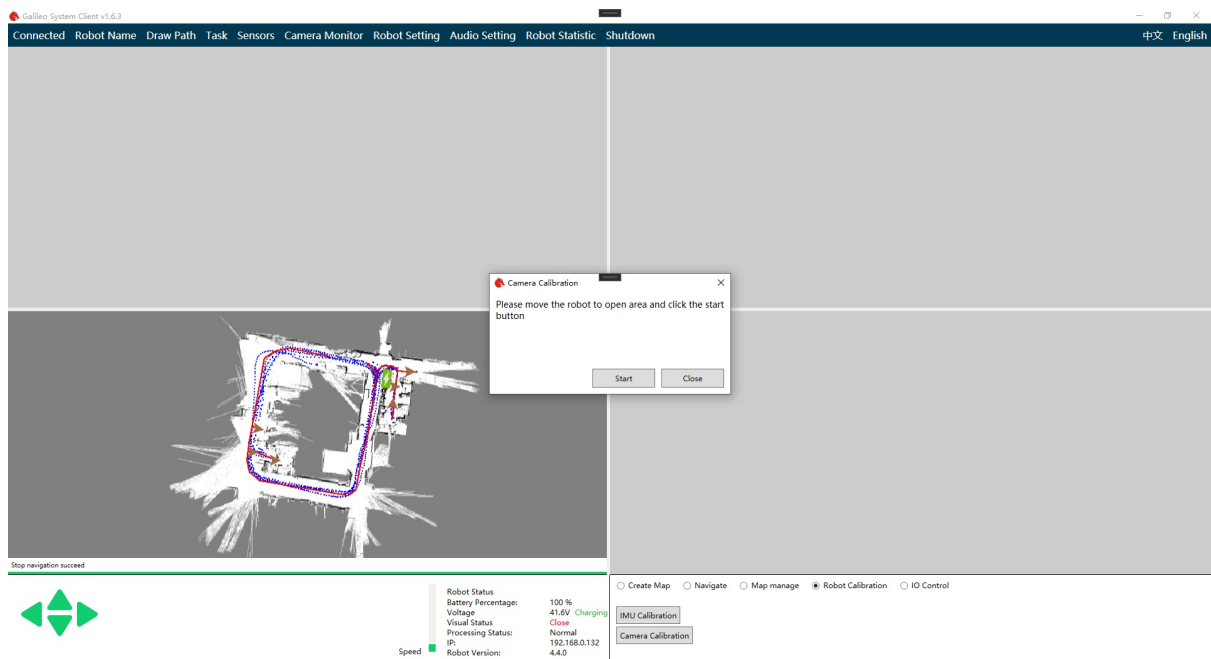 Galileo System Client v1.6.3
Connected Robot Name Draw Path Task Sensors Camera Monitor Robot Setting Audio Setting Robot Statistic Shutdown 中文 English
Camera Calibration
Please move the robot to open area and click the start
button
Start Close
Stop navigation succeed
Robot Status
Battery Percentage: 100 %
Voltage 41.6V Charging
Visual Status Close
Processing Status: Normal
IP: 192.168.0.132
Speed Robot Version: 4.4.0
Create Map Navigate Map manage Robot Calibration IO Control
IMU Calibration
Camera Calibration